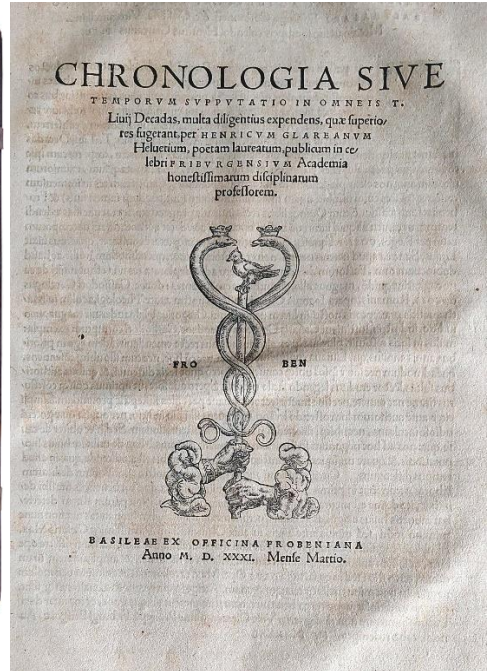 CHRONOLOGIA SIVE
TEMPORVM SVPPVTATIO IN OMNEIS T.
Liuij Decadas, multa diligentius expendens, quæ superio/
res fugerant, per HENRICVM GLAREANVM
Heluetium, poetam laureatum, publicum in ce/
lebri FRIBVRGENSIVM Academia
honestissimarum disciplinarum
professorem.
FRO BEN
BASILEAE EX OFFICINA FROBENIANA
Anno M. D. XXXI. Mense Martio.